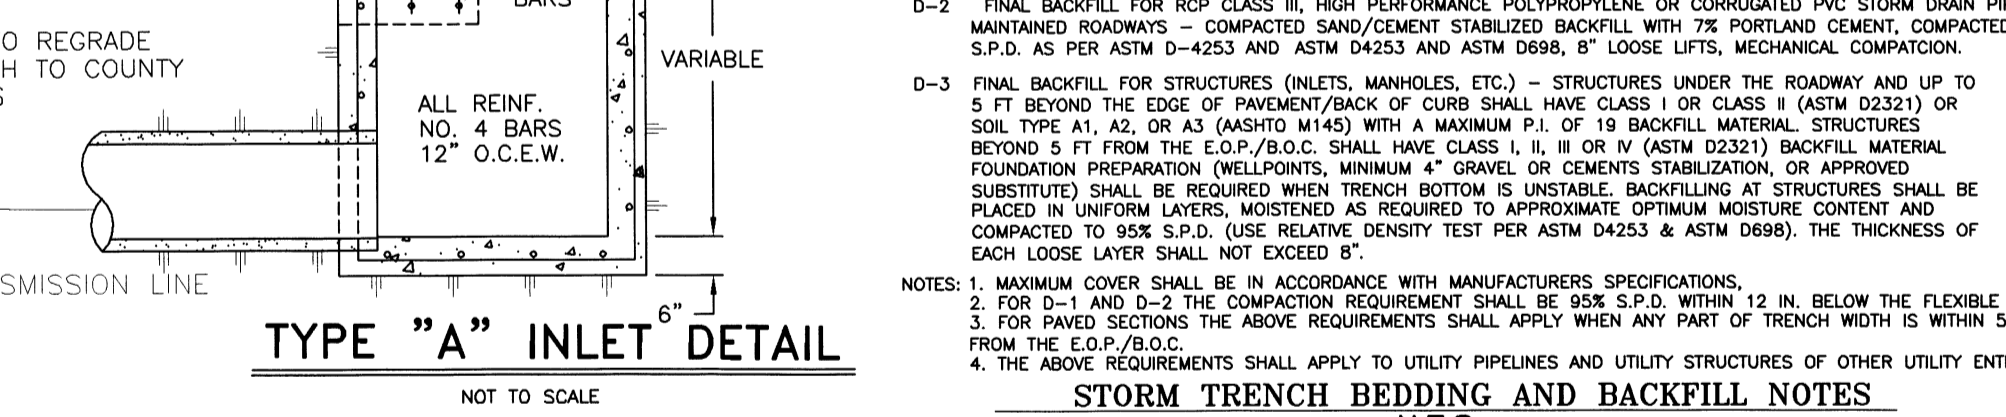 BARS
O REGRADE
H TO COUNTY
S
VARIABLE
ALL REINF.
NO. 4 BARS
12" O.C.E.W.
SMISSION LINE
6"
TYPE "A" INLET DETAIL
NOT TO SCALE
D-2 FINAL BACKFILL FOR RCP CLASS III, HIGH PERFORMANCE POLYPROPYLENE OR CORRUGATED PVC STORM DRAIN PI
MAINTAINED ROADWAYS - COMPACTED SAND/CEMENT STABILIZED BACKFILL WITH 7% PORTLAND CEMENT, COMPACTED
S.P.D. AS PER ASTM D-4253 AND ASTM D4253 AND ASTM D698, 8" LOOSE LIFTS, MECHANICAL COMPATCION.
D-3 FINAL BACKFILL FOR STRUCTURES (INLETS, MANHOLES, ETC.) - STRUCTURES UNDER THE ROADWAY AND UP TO
5 FT BEYOND THE EDGE OF PAVEMENT/BACK OF CURB SHALL HAVE CLASS I OR CLASS II (ASTM D2321) OR
SOIL TYPE A1, A2, OR A3 (AASHTO M145) WITH A MAXIMUM P.I. OF 19 BACKFILL MATERIAL. STRUCTURES
BEYOND 5 FT FROM THE E.O.P./B.O.C. SHALL HAVE CLASS I, II, III OR IV (ASTM D2321) BACKFILL MATERIAL
FOUNDATION PREPARATION (WELLPOINTS, MINIMUM 4" GRAVEL OR CEMENTS STABILIZATION, OR APPROVED
SUBSTITUTE) SHALL BE REQUIRED WHEN TRENCH BOTTOM IS UNSTABLE. BACKFILLING AT STRUCTURES SHALL BE
PLACED IN UNIFORM LAYERS, MOISTENED AS REQUIRED TO APPROXIMATE OPTIMUM MOISTURE CONTENT AND
COMPACTED TO 95% S.P.D. (USE RELATIVE DENSITY TEST PER ASTM D4253 & ASTM D698). THE THICKNESS OF
EACH LOOSE LAYER SHALL NOT EXCEED 8".
NOTES: 1. MAXIMUM COVER SHALL BE IN ACCORDANCE WITH MANUFACTURERS SPECIFICATIONS,
2. FOR D-1 AND D-2 THE COMPACTION REQUIREMENT SHALL BE 95% S.P.D. WITHIN 12 IN. BELOW THE FLEXIBLE
3. FOR PAVED SECTIONS THE ABOVE REQUIREMENTS SHALL APPLY WHEN ANY PART OF TRENCH WIDTH IS WITHIN 5
FROM THE E.O.P./B.O.C.
4. THE ABOVE REQUIREMENTS SHALL APPLY TO UTILITY PIPELINES AND UTILITY STRUCTURES OF OTHER UTILITY ENT
STORM TRENCH BEDDING AND BACKFILL NOTES